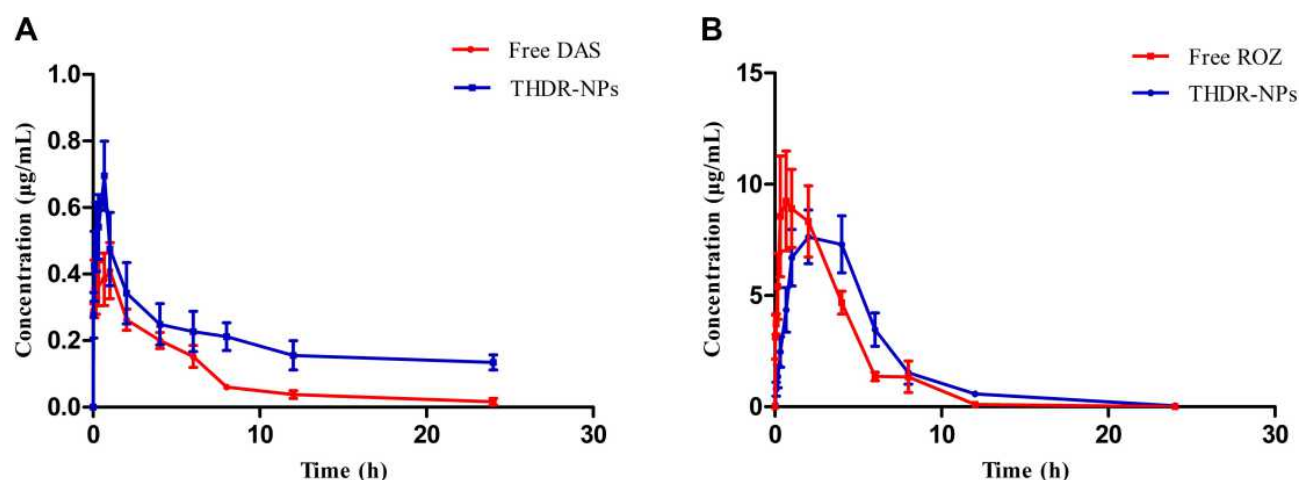 A
Free DAS
THDR-NPs
1.0
0.8
0.6
0.4
0.2
0.0
Concentration (µg/mL)
0
10
20
30
Time (h)
B
Free ROZ
THDR-NPs
15
10
5
0
Concentration (µg/mL)
0
10
20
30
Time (h)